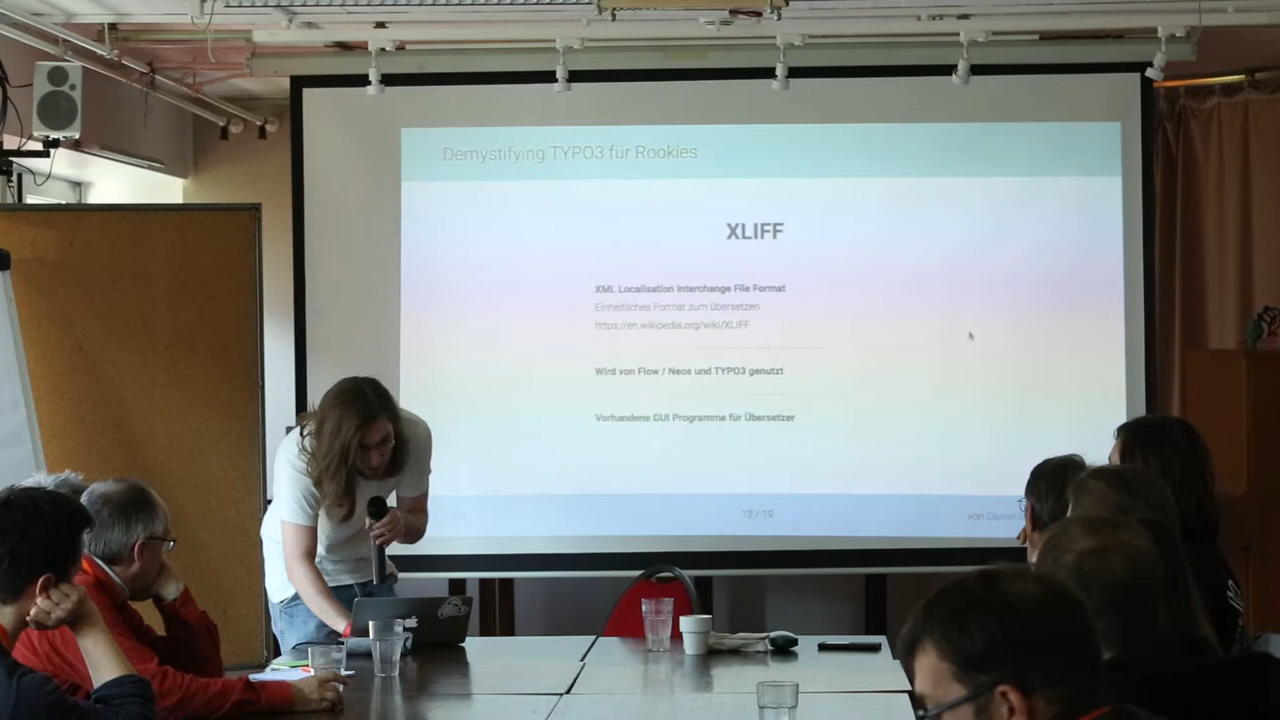 Demystifying TYPO3 für Rookies
XLIFF
XML Localisation Interchange File Format
Einheitliches Format zum übersetzen
https://en.wikipedia.org/wiki/XLIFF
Wird von Flow / Neos und TYPO3 genutzt
Vorhandene GUI Programme für Übersetzer
13 / 19
von Daniel